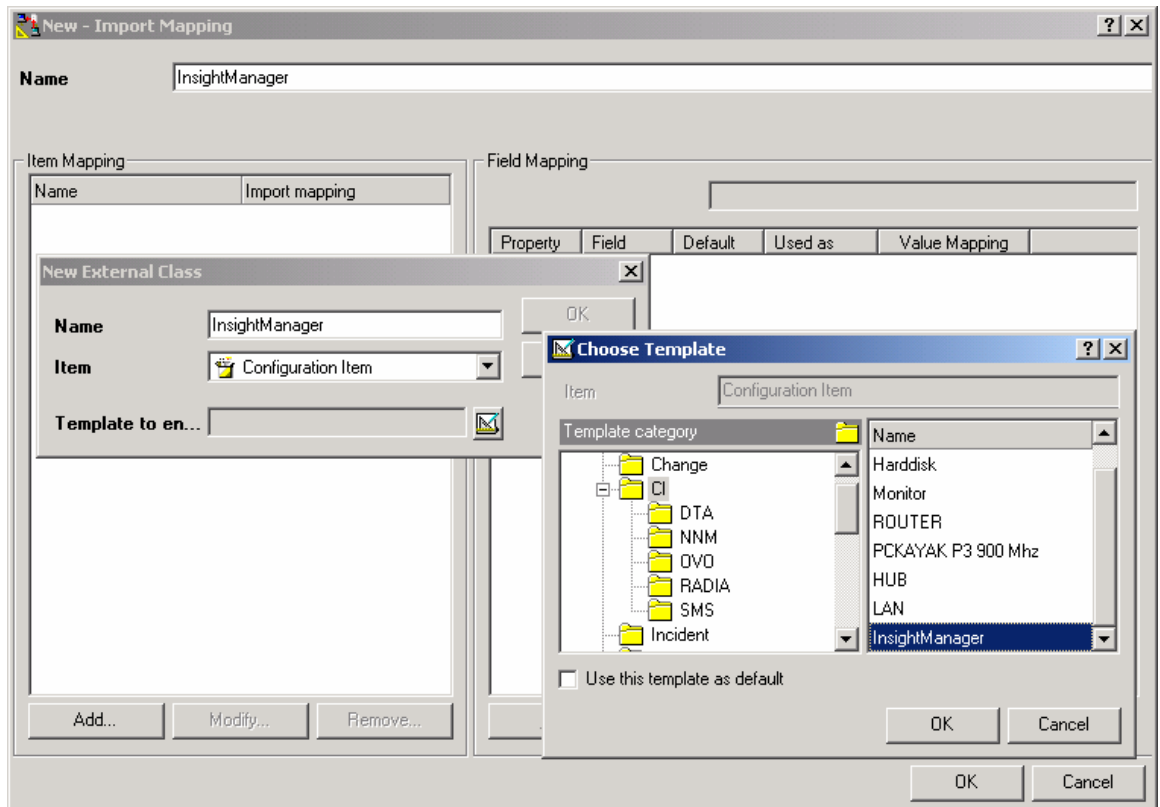 New - Import Mapping
Name InsightManager
Item Mapping
Name Import mapping
Field Mapping
Property Field Default Used as Value Mapping
New External Class
Name InsightManager
Item Configuration Item
Template to en...
OK
Choose Template
Item Configuration Item
Template category
Change
CI
DTA
NNM
OVO
RADIA
SMS
Incident
Name
Harddisk
Monitor
ROUTER
PCKAYAK P3 900 Mhz
HUB
LAN
InsightManager
Use this template as default
OK Cancel
Add... Modify... Remove...
OK Cancel